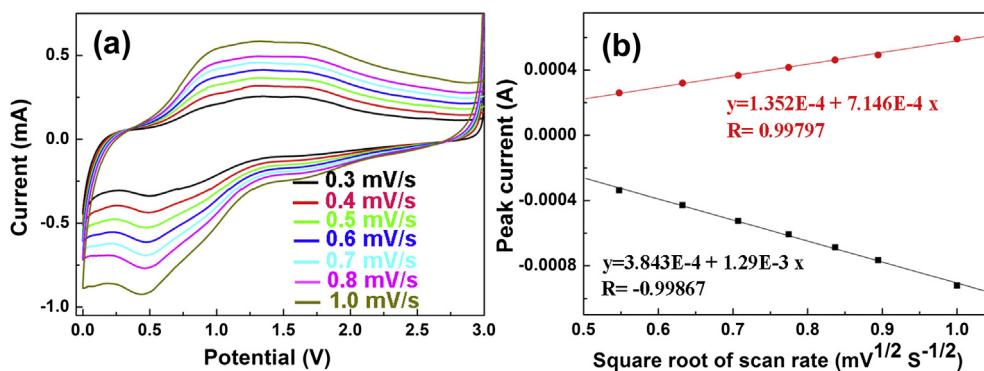 (a)
Current (mA)
0.5
0.0
-0.5
-1.0
0.3 mV/s
0.4 mV/s
0.5 mV/s
0.6 mV/s
0.7 mV/s
0.8 mV/s
1.0 mV/s
0.0 0.5 1.0 1.5 2.0 2.5 3.0
Potential (V)
(b)
Peak current (A)
0.0004
0.0000
-0.0004
-0.0008
y=1.352E-4 + 7.146E-4 x
R= 0.99797
y=3.843E-4 + 1.29E-3 x
R= -0.99867
0.5 0.6 0.7 0.8 0.9 1.0
Square root of scan rate (mV^1/2 S^-1/2)